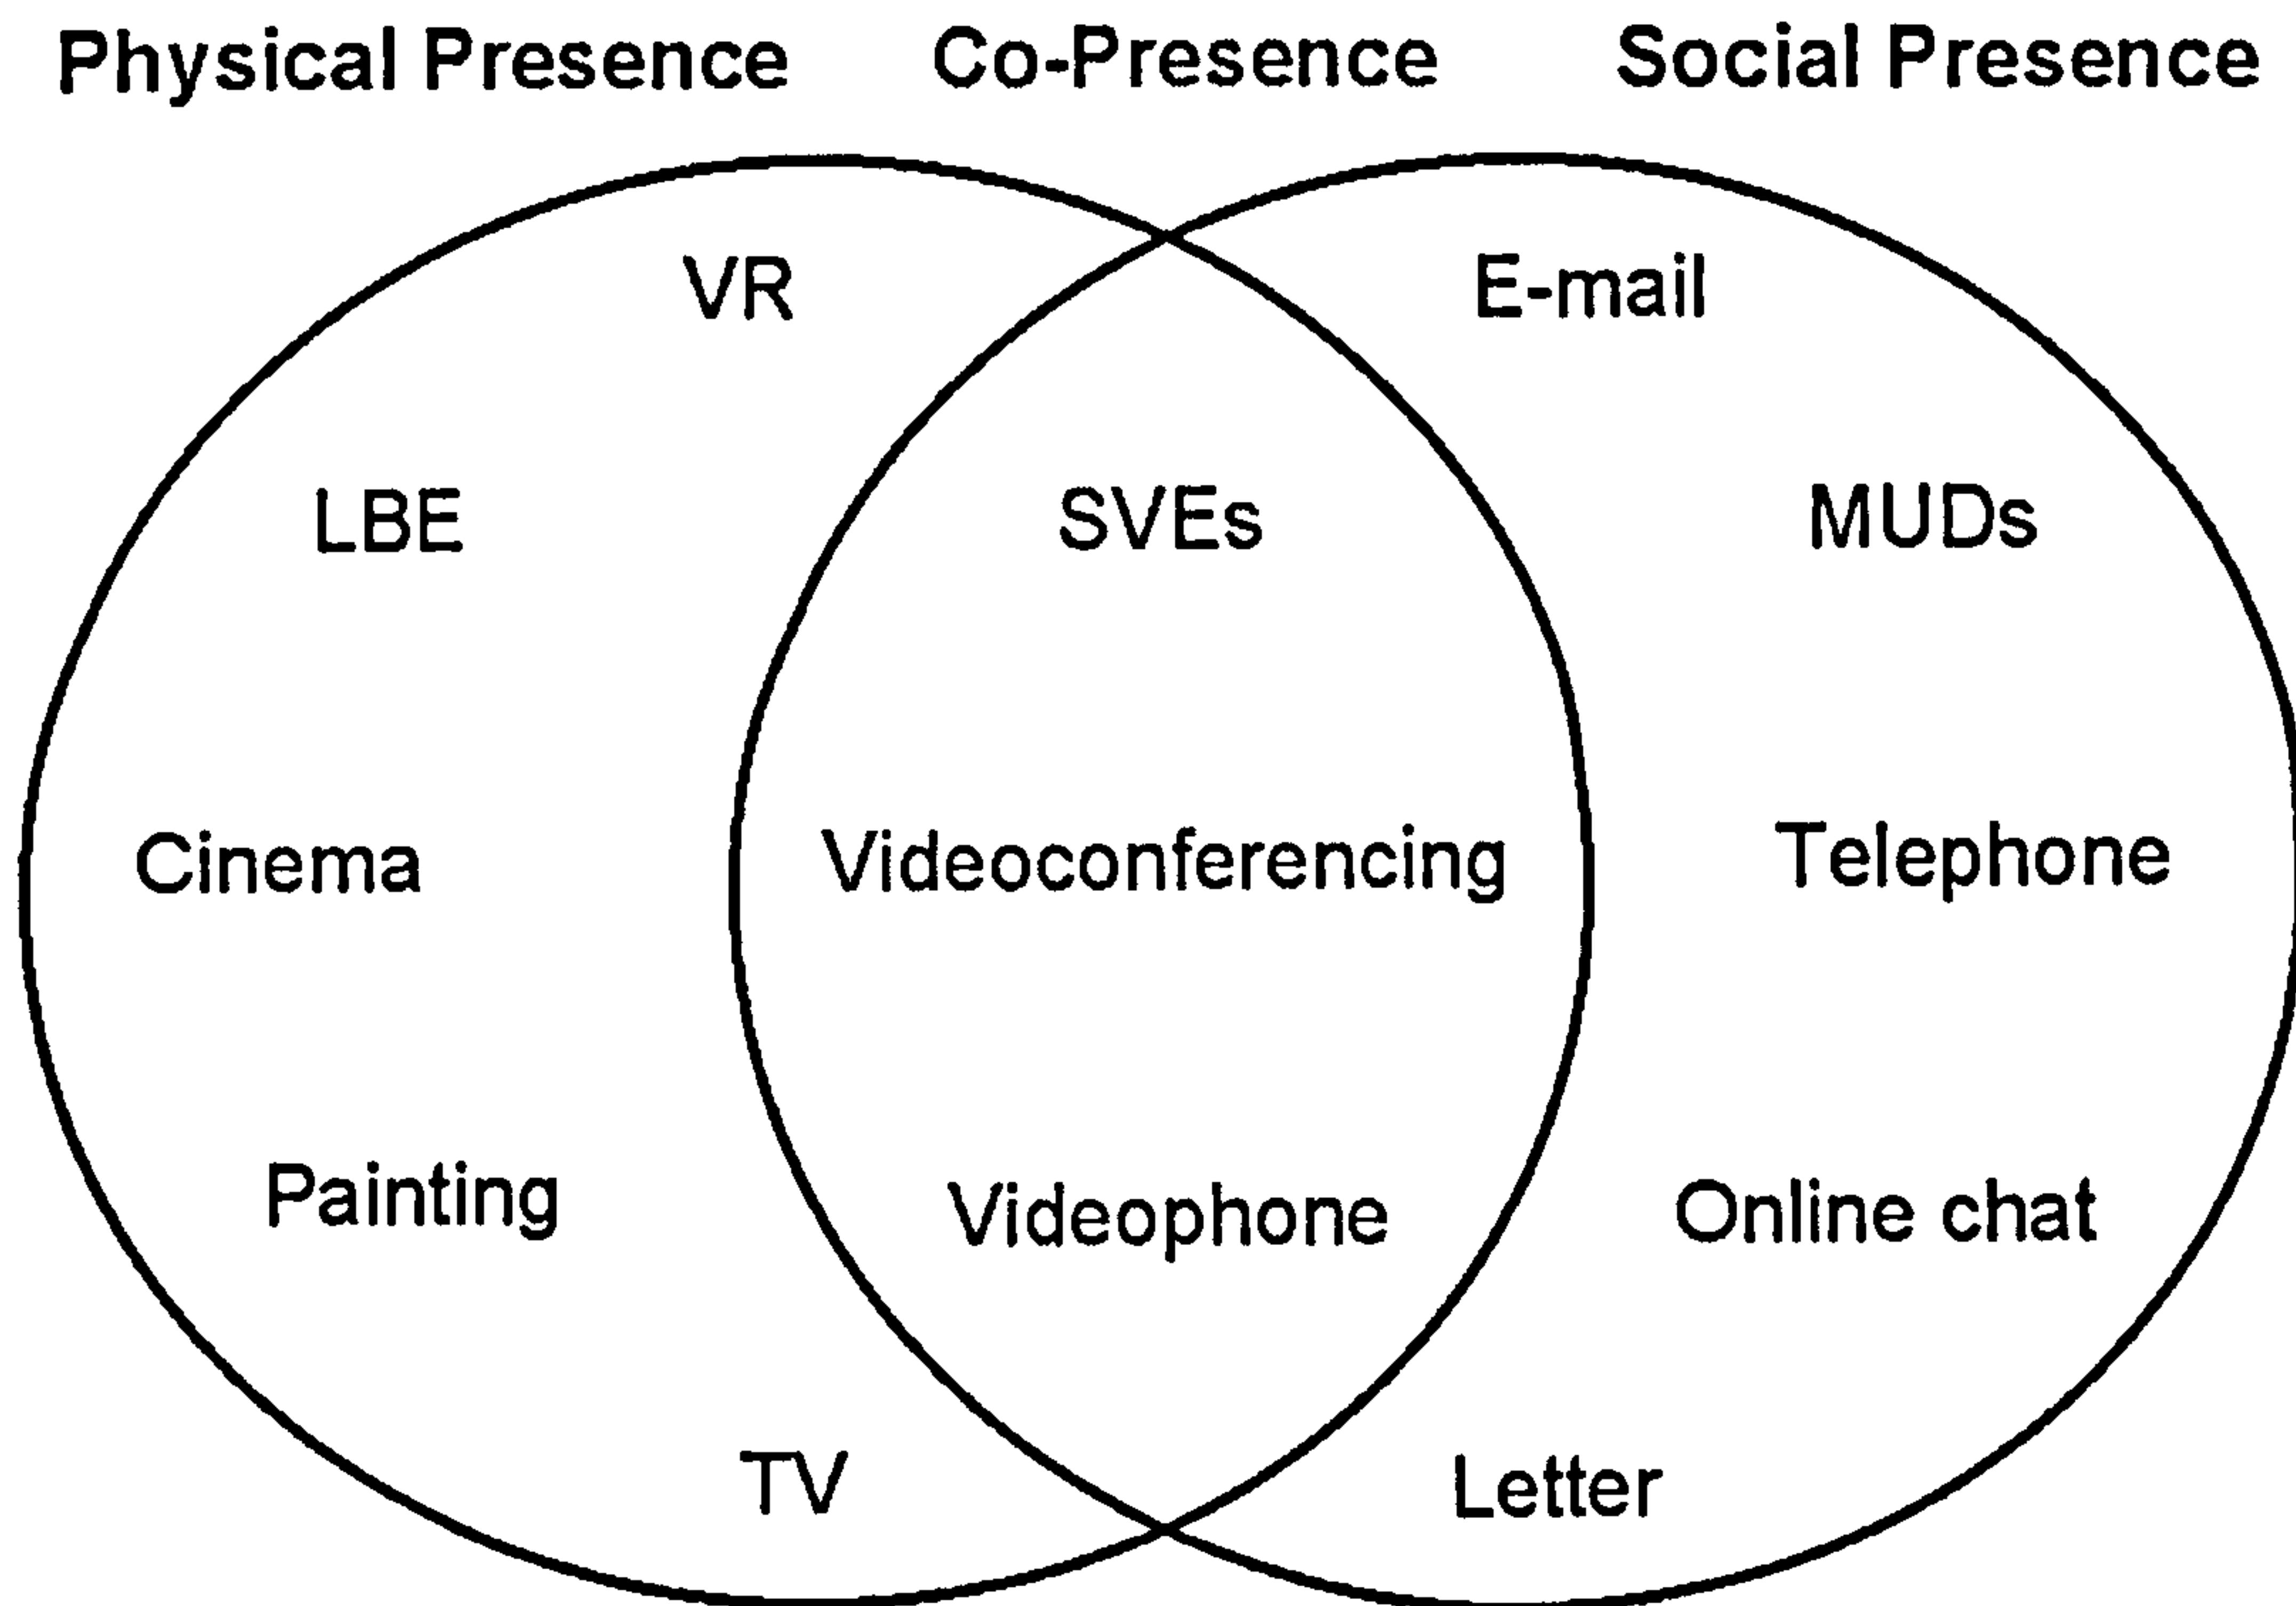 Physical Presence Co-Presence Social Presence
VR E-mail
LBE SVEs MUDs
Cinema Videoconferencing Telephone
Painting Videophone Online chat
TV Letter